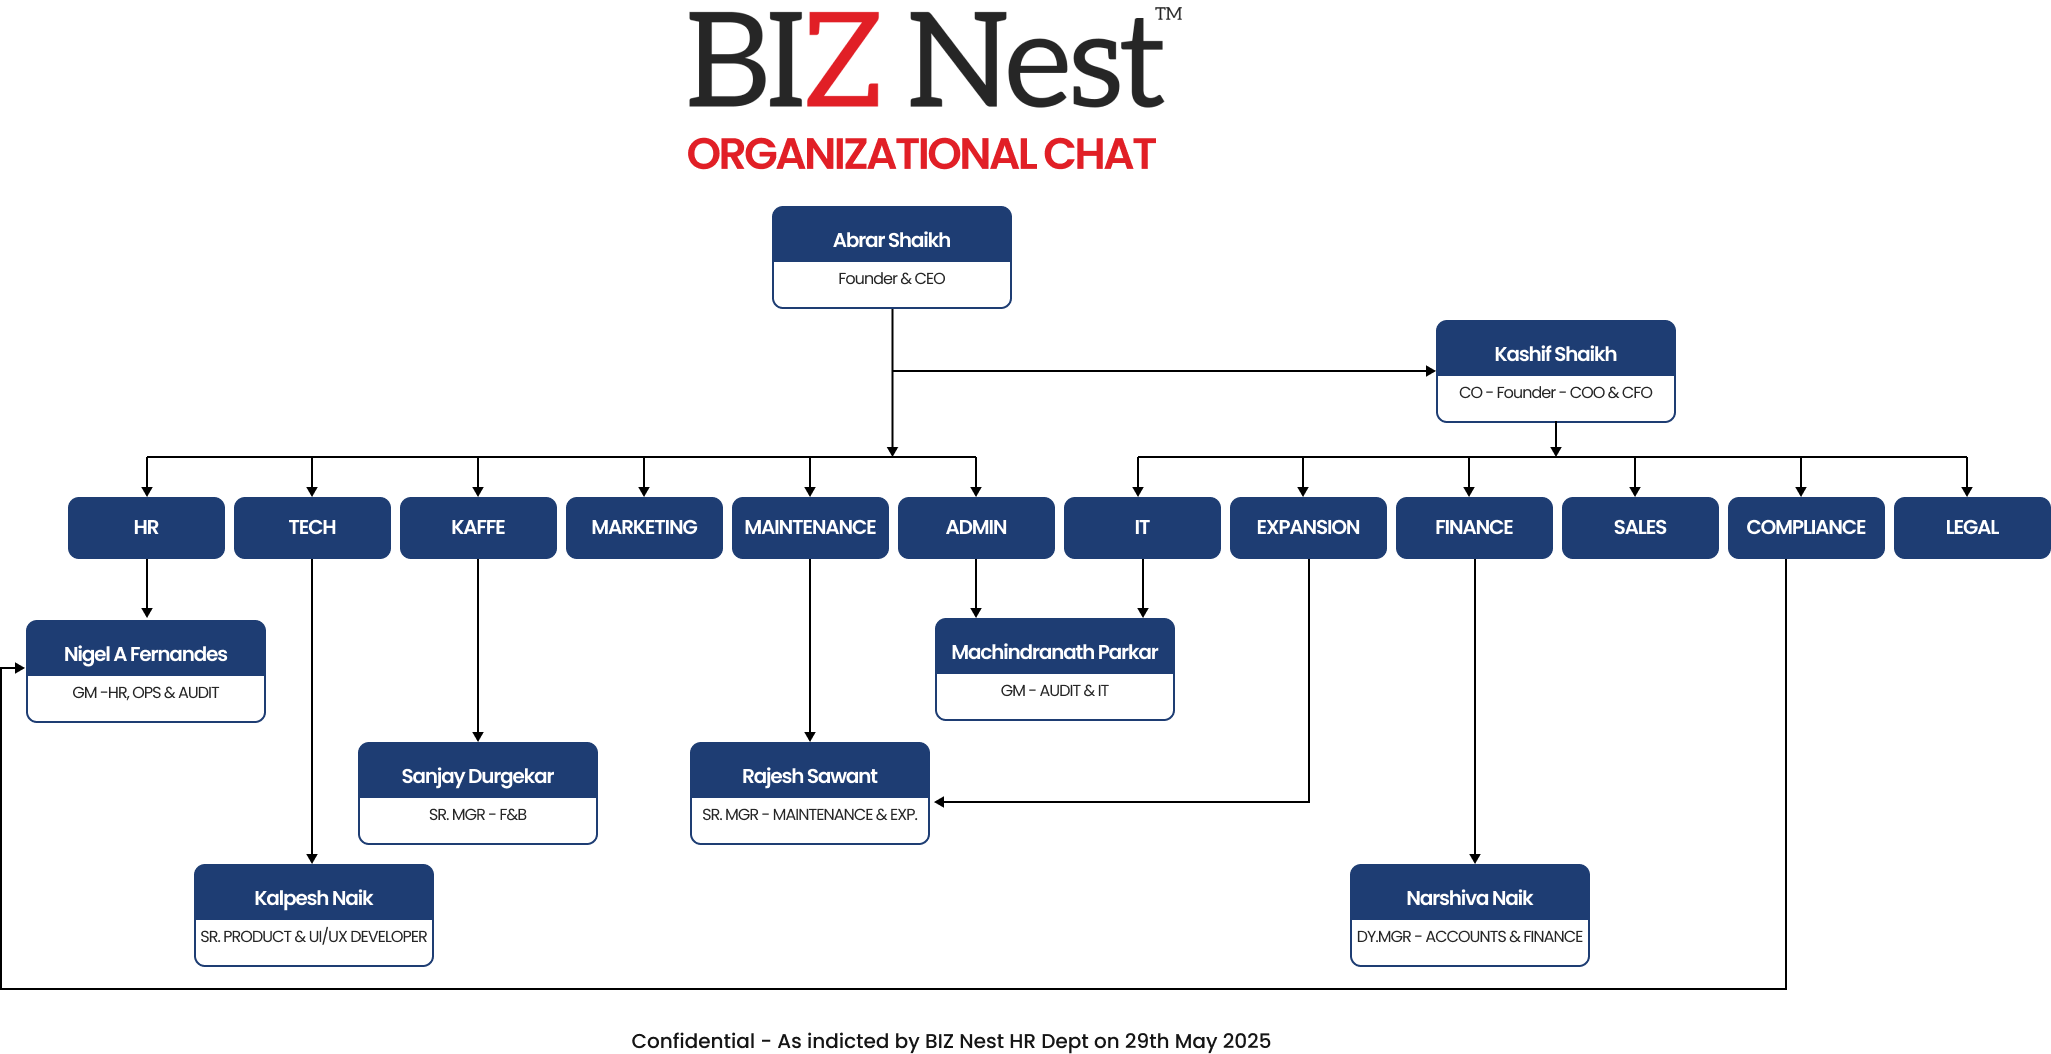 BIZ Nest™
ORGANIZATIONAL CHAT
Abrar Shaikh
Founder & CEO
Kashif Shaikh
CO - Founder - COO & CFO
HR
TECH
KAFFE
MARKETING
MAINTENANCE
ADMIN
IT
EXPANSION
FINANCE
SALES
COMPLIANCE
LEGAL
Nigel A Fernandes
GM -HR, OPS & AUDIT
Machindranath Parkar
GM - AUDIT & IT
Sanjay Durgekar
SR. MGR - F&B
Rajesh Sawant
SR. MGR - MAINTENANCE & EXP.
Kalpesh Naik
SR. PRODUCT & UI/UX DEVELOPER
Narshiva Naik
DY.MGR - ACCOUNTS & FINANCE
Confidential - As indicted by BIZ Nest HR Dept on 29th May 2025